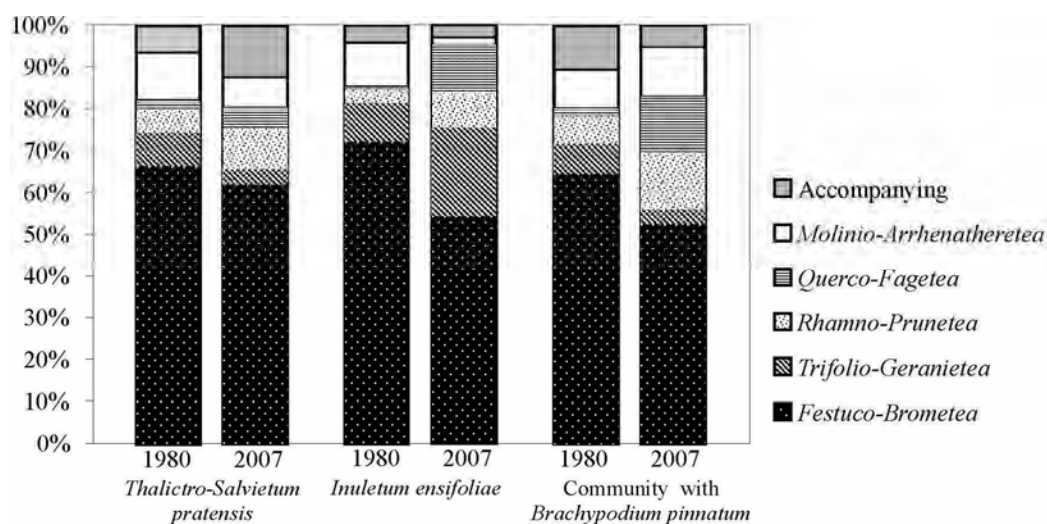 100%
90%
80%
70%
60%
50%
40%
30%
20%
10%
0%
1980 2007 1980 2007 1980 2007
Thalictro-Salvietum pratensis
Inuletum ensifoliae
Community with Brachypodium pinnatum
Accompanying
Molinio-Arrhenatheretea
Querco-Fagetea
Rhamno-Prunetea
Trifolio-Geranietea
Festuco-Brometea